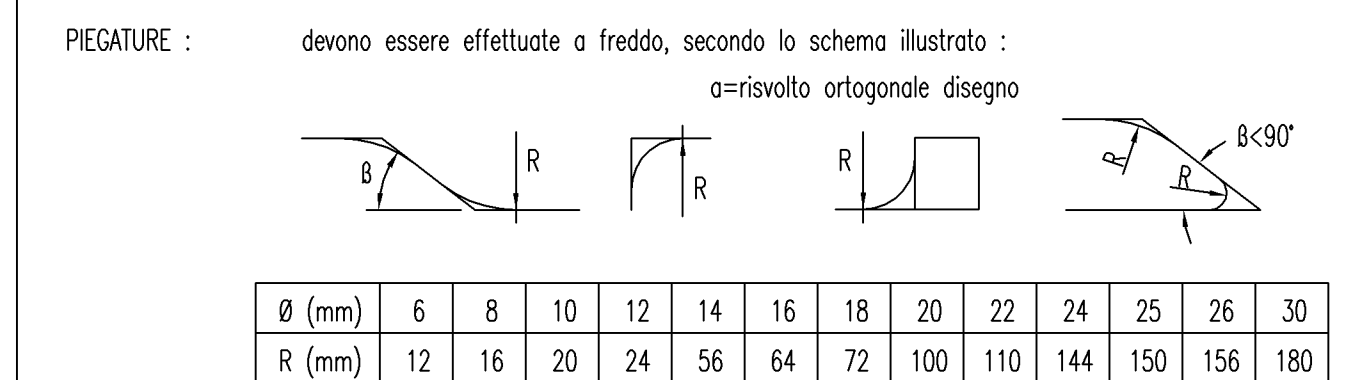 PIEGATURE : devono essere effettuate a freddo, secondo lo schema illustrato :
a=risvolto ortogonale disegno
ß R R R R R ß<90°
Ø (mm) 6 8 10 12 14 16 18 20 22 24 25 26 30
R (mm) 12 16 20 24 56 64 72 100 110 144 150 156 180